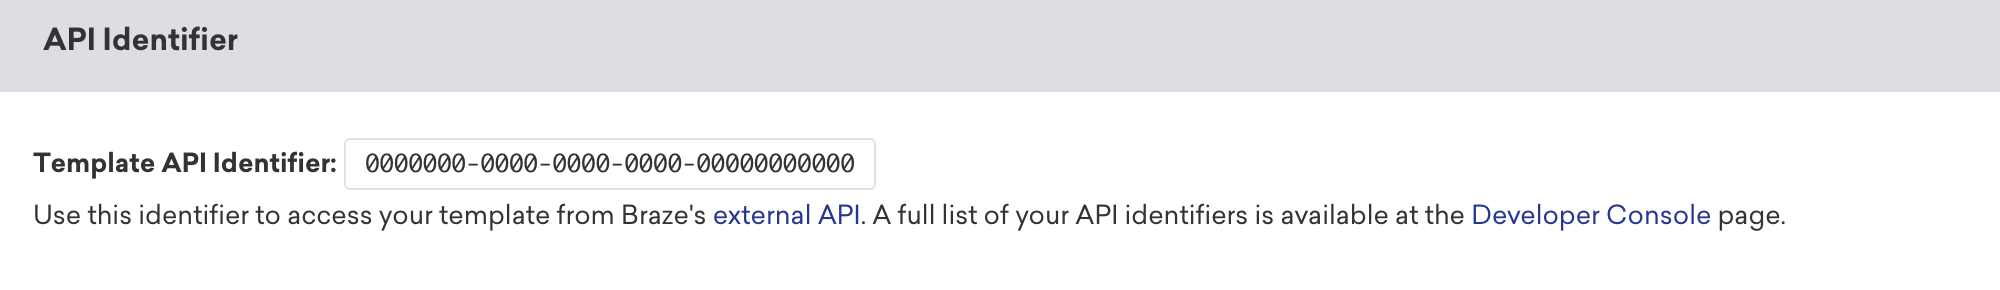 API Identifier
Template API Identifier: 0000000-0000-0000-0000-00000000000
Use this identifier to access your template from Braze's external API. A full list of your API identifiers is available at the Developer Console page.